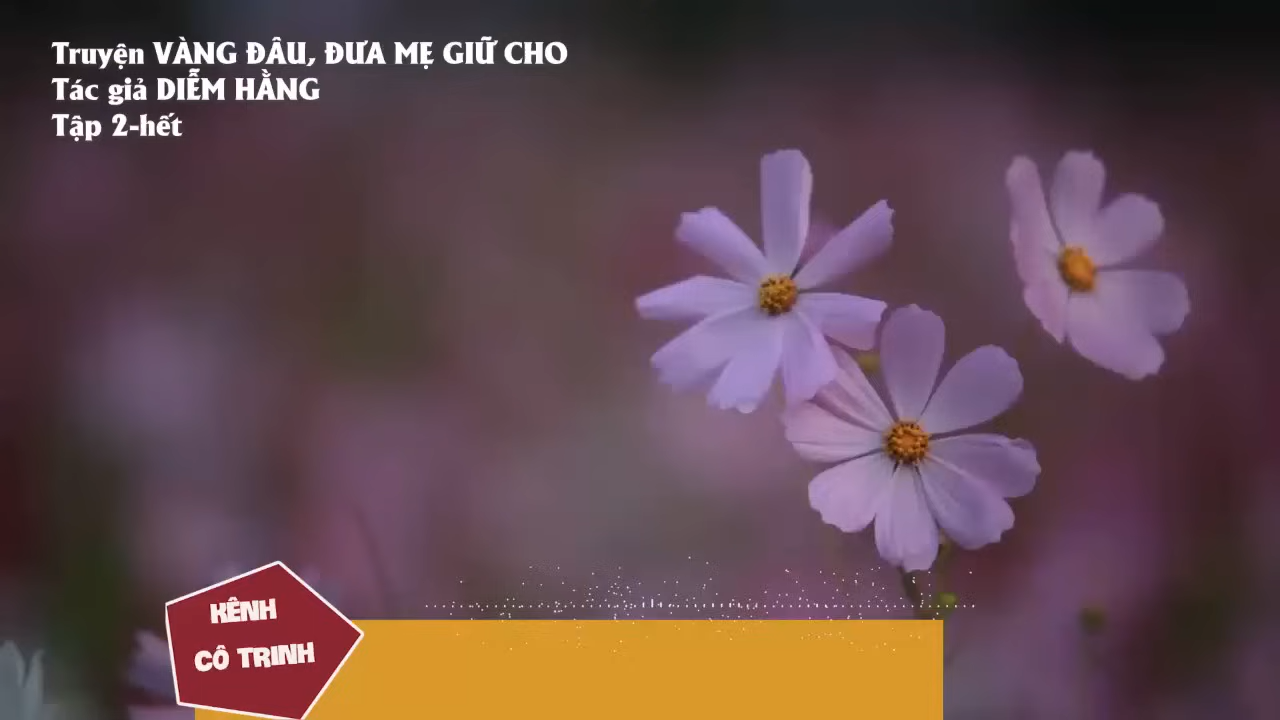 Truyện VÀNG ĐÂU, ĐƯA MẸ GIỮ CHO
Tác giả DIỄM HẰNG
Tập 2-hết
KÊNH
CÔ TRINH